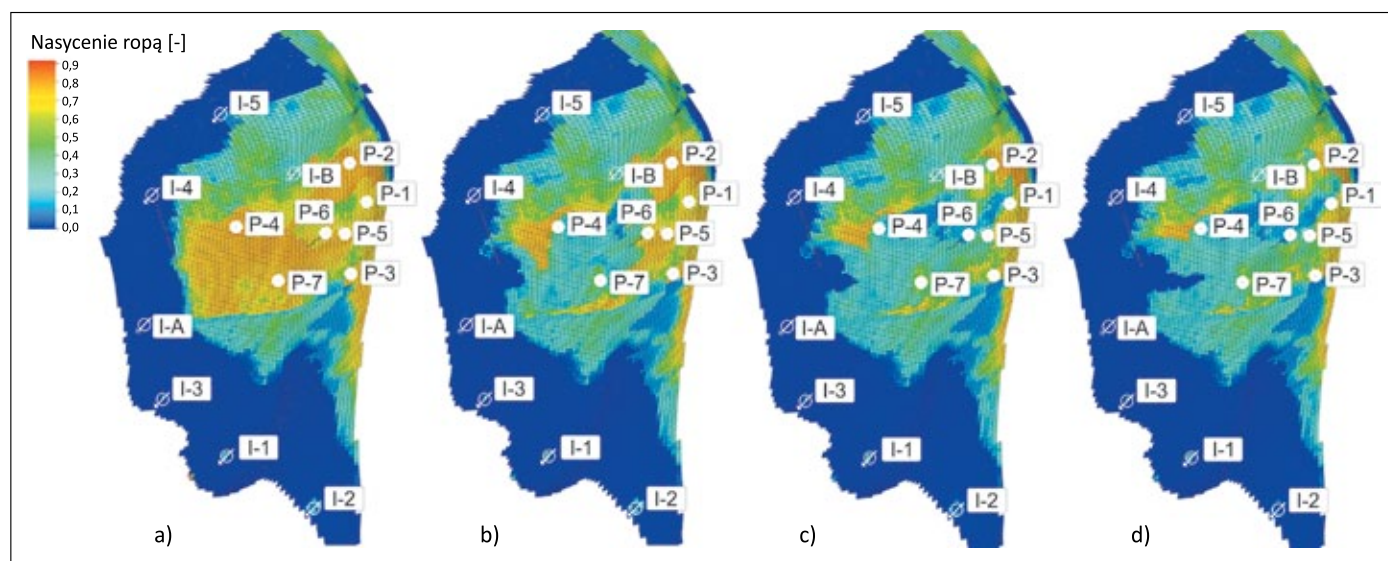 Nasycenie ropą [-]
0,9
0,8
0,7
0,6
0,5
0,4
0,3
0,2
0,1
0,0
I-5
P-2
I-B
I-4
P-1
P-6
P-4
P-5
P-3
P-7
I-A
I-3
I-1
I-2
a)
I-5
P-2
I-B
I-4
P-1
P-6
P-4
P-5
P-3
P-7
I-A
I-3
I-1
I-2
b)
I-5
P-2
I-B
I-4
P-1
P-6
P-4
P-5
P-3
P-7
I-A
I-3
I-1
I-2
c)
I-5
P-2
I-B
I-4
P-1
P-6
P-4
P-5
P-3
P-7
I-A
I-3
I-1
I-2
d)